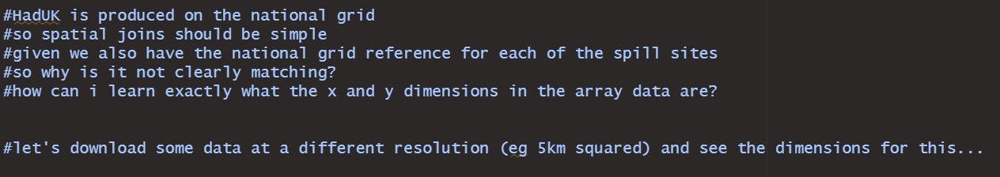 #HadUK is produced on the national grid
#so spatial joins should be simple
#given we also have the national grid reference for each of the spill sites
#so why is it not clearly matching?
#how can i learn exactly what the x and y dimensions in the array data are?
#let's download some data at a different resolution (eg 5km squared) and see the dimensions for this...